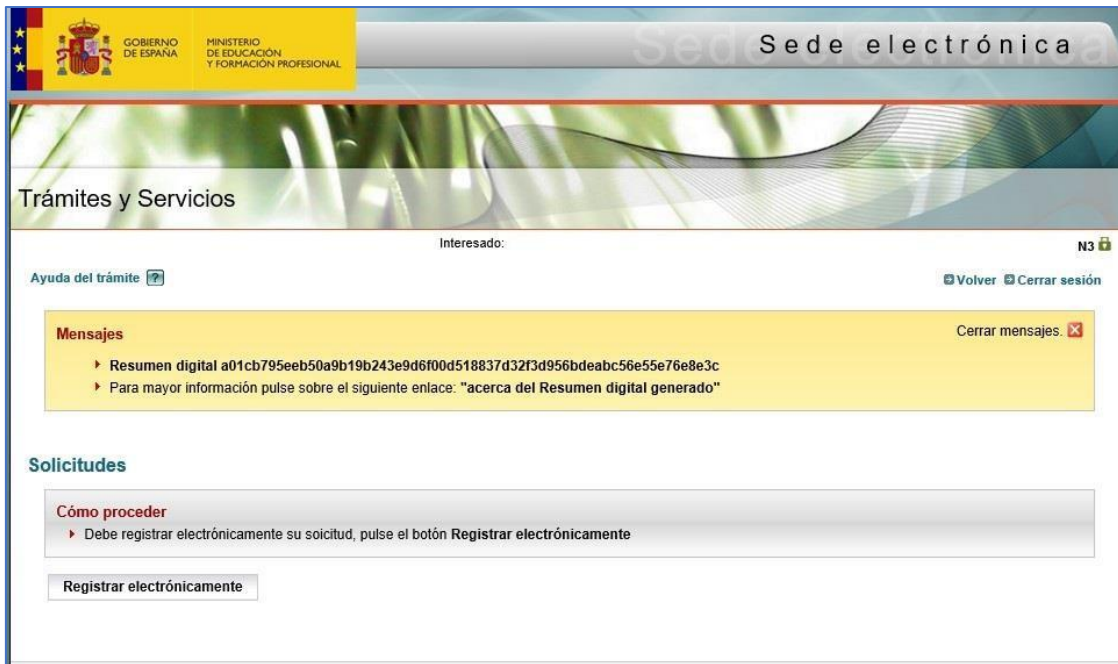 GOBIERNO
DE ESPAÑA
MINISTERIO
DE EDUCACIÓN
Y FORMACIÓN PROFESIONAL
Sede electrónica
Trámites y Servicios
Interesado:
N3
Ayuda del trámite ?
Volver Cerrar sesión
Mensajes
Cerrar mensajes.
Resumen digital a01cb795eeb50a9b19b243e9d6f00d518837d32f3d956bdeabc56e55e76e8e3c
Para mayor información pulse sobre el siguiente enlace: "acerca del Resumen digital generado"
Solicitudes
Cómo proceder
Debe registrar electrónicamente su soicitud, pulse el botón Registrar electrónicamente
Registrar electrónicamente